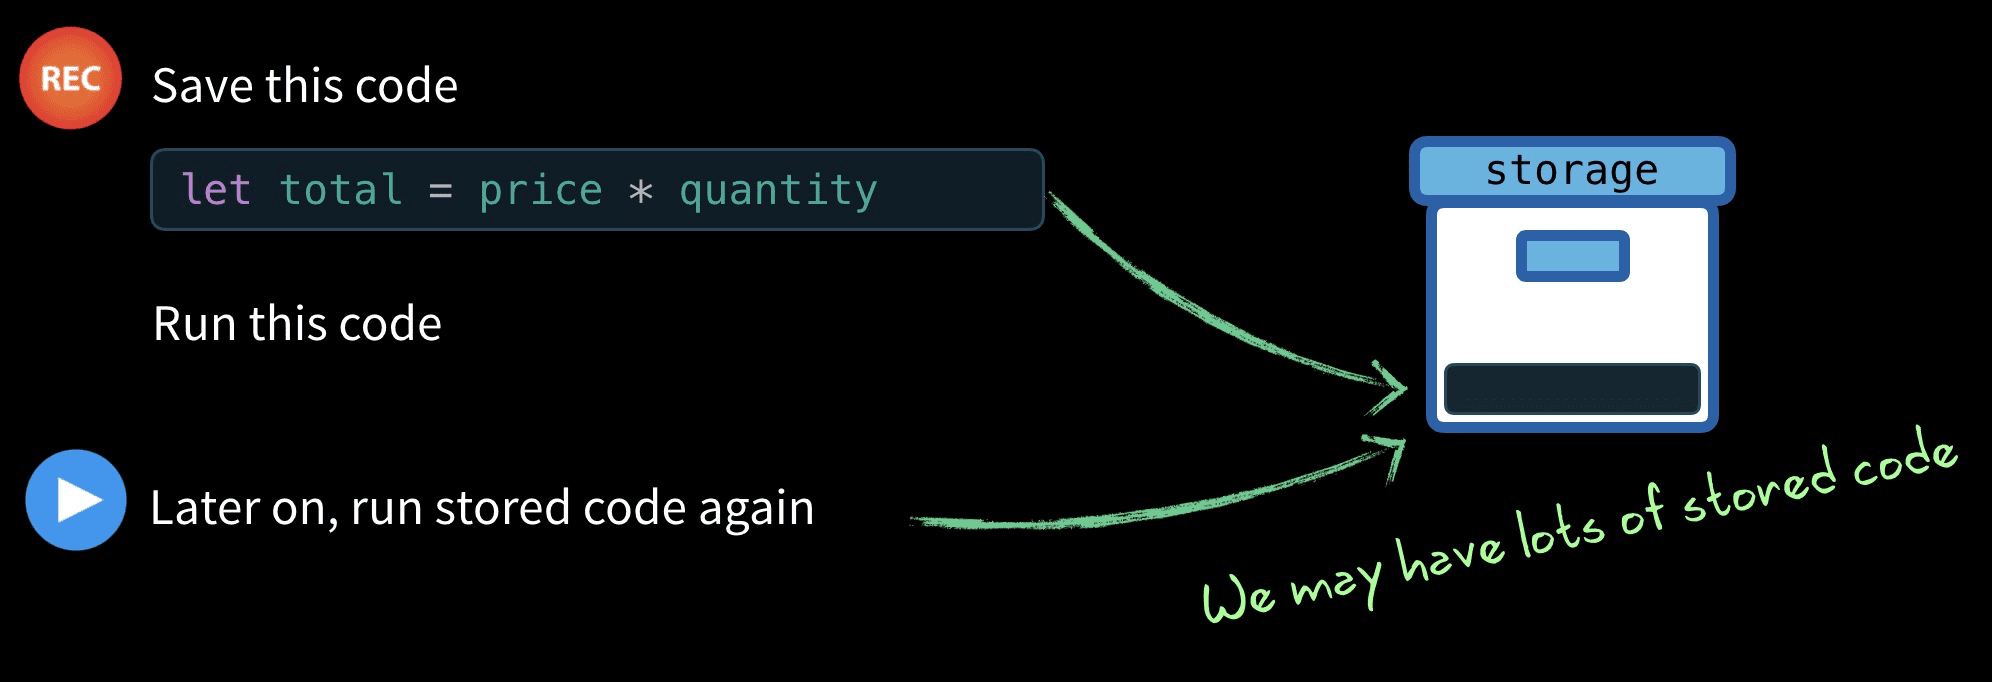 REC
Save this code
let total = price * quantity
storage
Run this code
Later on, run stored code again
We may have lots of stored code